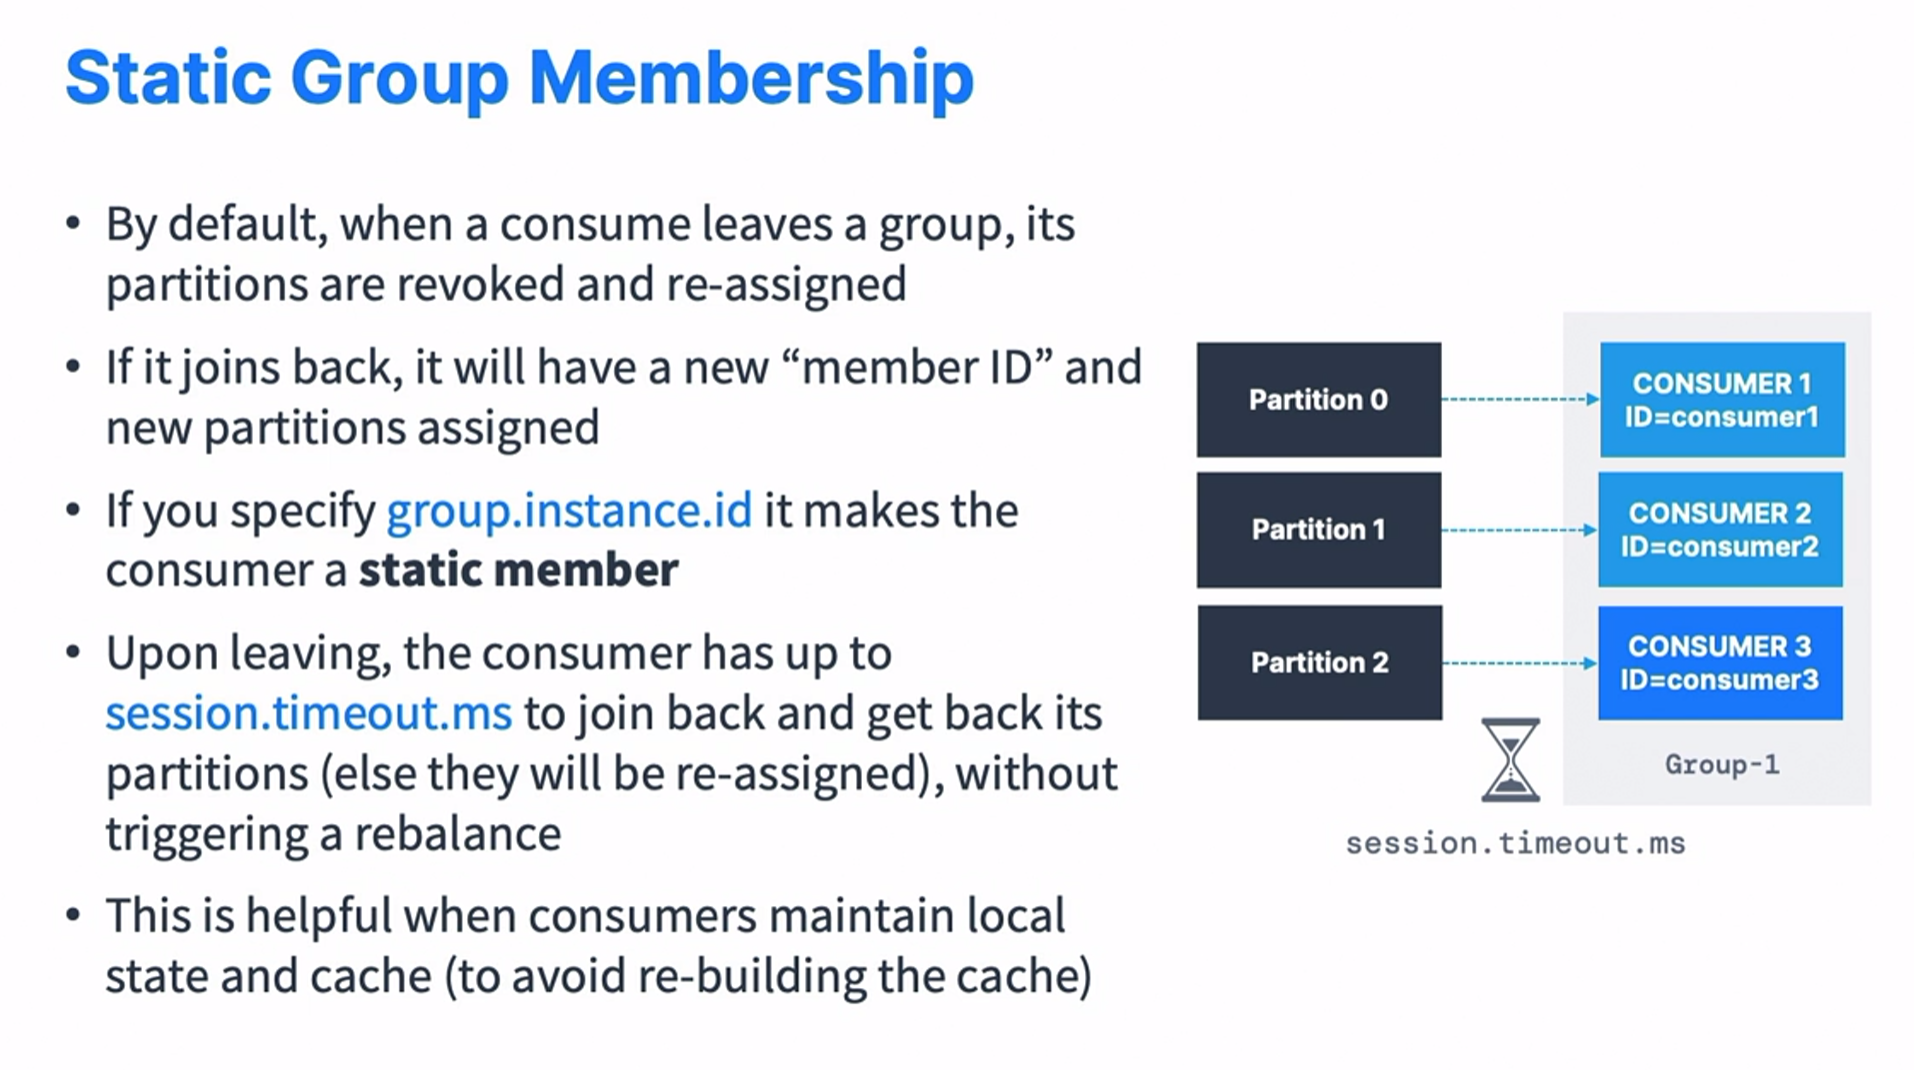 Static Group Membership
• By default, when a consume leaves a group, its
partitions are revoked and re-assigned
• If it joins back, it will have a new “member ID” and
new partitions assigned
• If you specify group.instance.id it makes the
consumer a static member
• Upon leaving, the consumer has up to
session.timeout.ms to join back and get back its
partitions (else they will be re-assigned), without
triggering a rebalance
• This is helpful when consumers maintain local
state and cache (to avoid re-building the cache)
Partition 0
CONSUMER 1
ID=consumer1
Partition 1
CONSUMER 2
ID=consumer2
Partition 2
CONSUMER 3
ID=consumer3
Group-1
session.timeout.ms